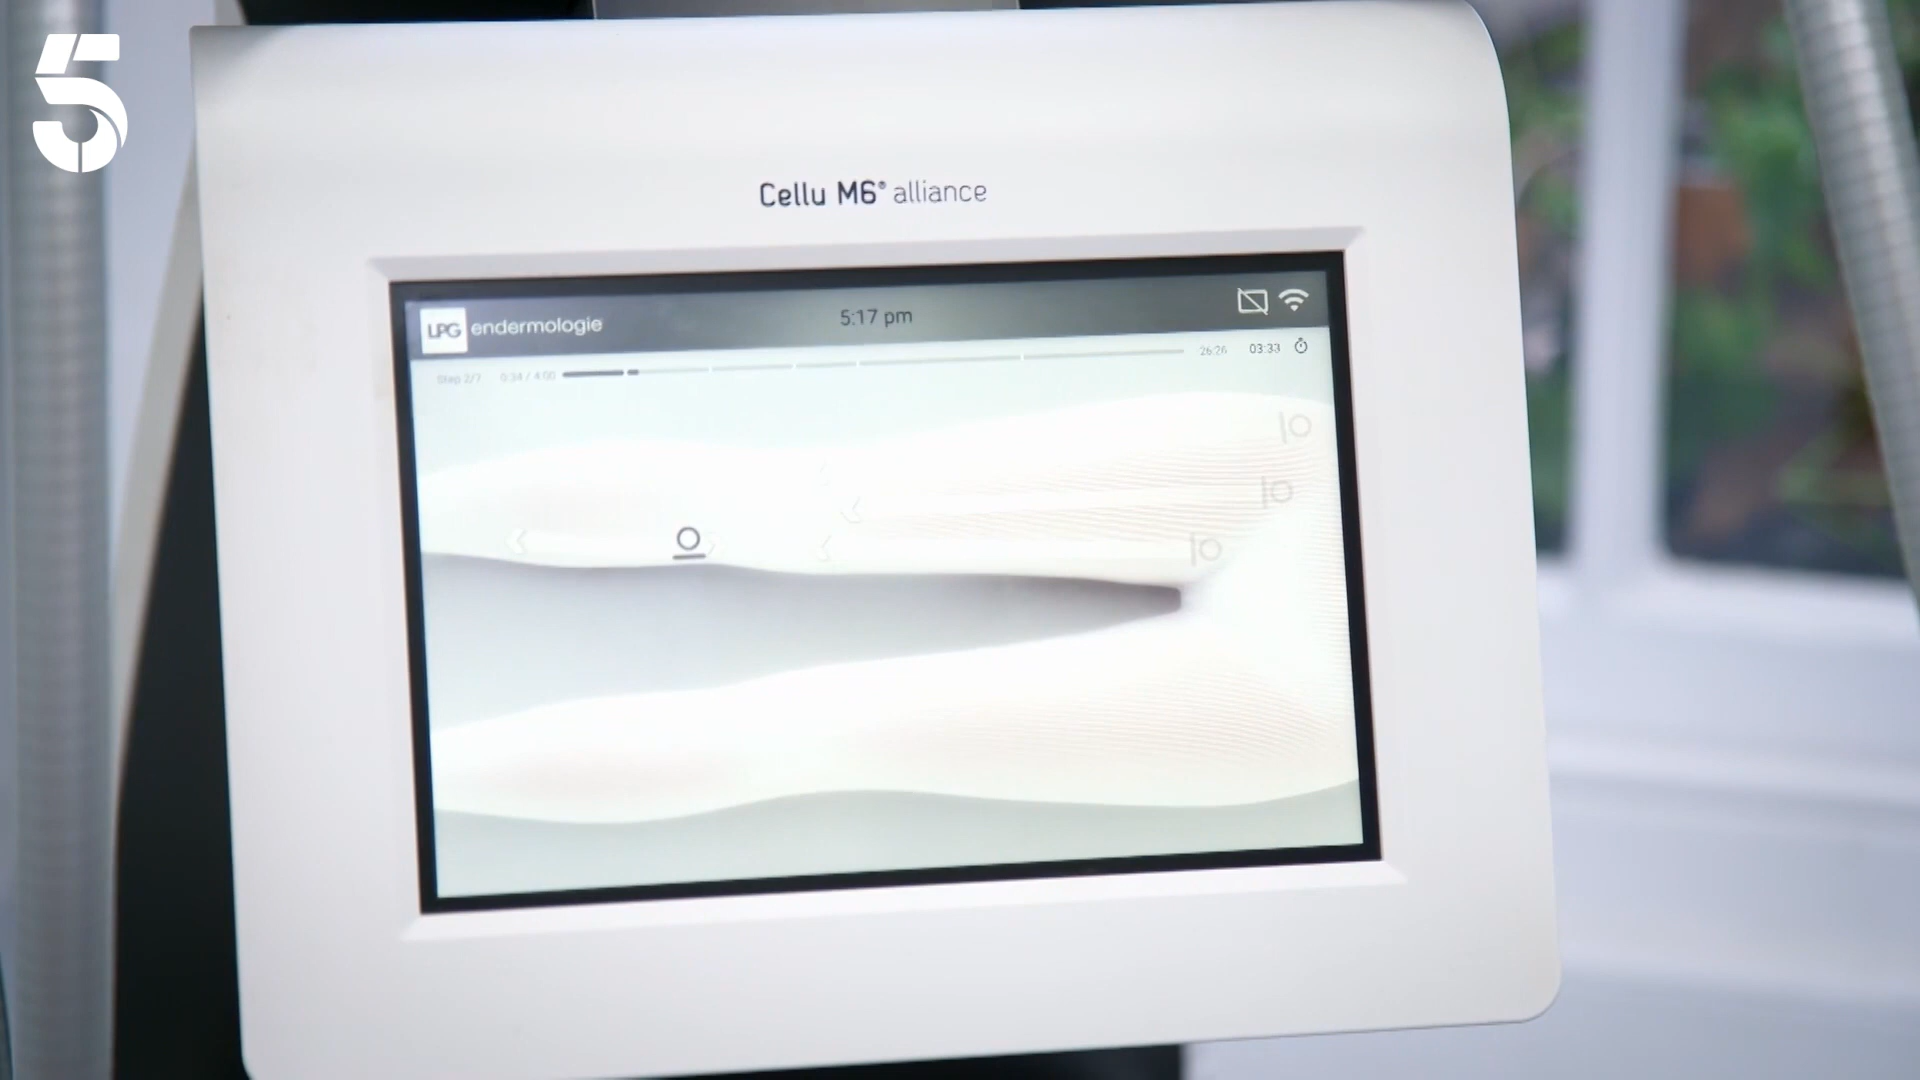 5
Cellu M6® alliance
LPG endermologie
5:17 pm
Step 2/7 0:34 / 4:00 26:26 03:33